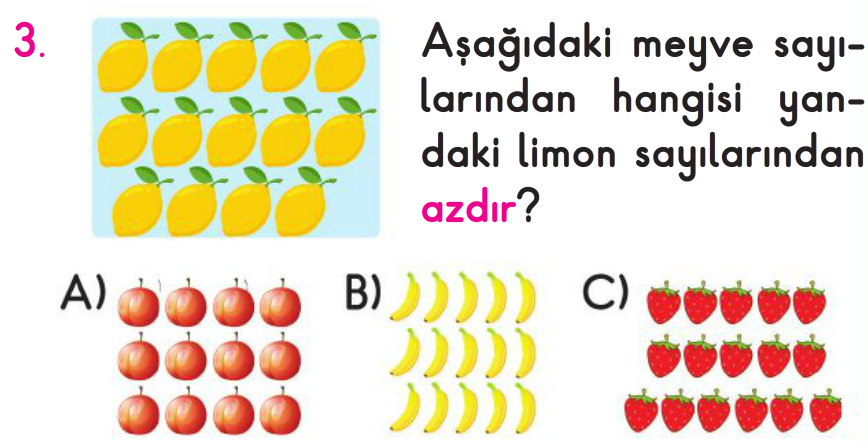 3.
Aşağıdaki meyve sayı-
larından hangisi yan-
daki limon sayılarından
azdır?
A) B) C)